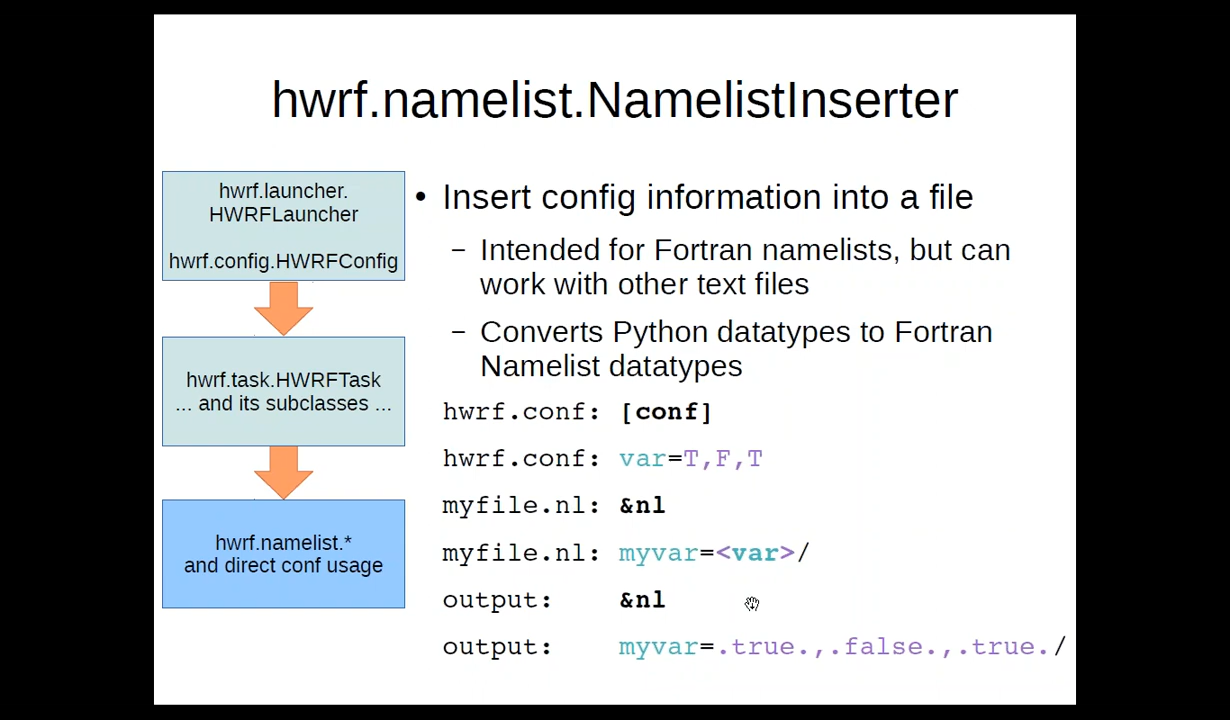 hwrf.namelist.NamelistInserter
hwrf.launcher.
HWRFLauncher
hwrf.config.HWRFConfig
hwrf.task.HWRFTask
... and its subclasses ...
hwrf.namelist.*
and direct conf usage
• Insert config information into a file
– Intended for Fortran namelists, but can
work with other text files
– Converts Python datatypes to Fortran
Namelist datatypes
hwrf.conf: [conf]
hwrf.conf: var=T,F,T
myfile.nl: &nl
myfile.nl: myvar=<var>/
output: &nl
output: myvar=.true.,.false.,.true./